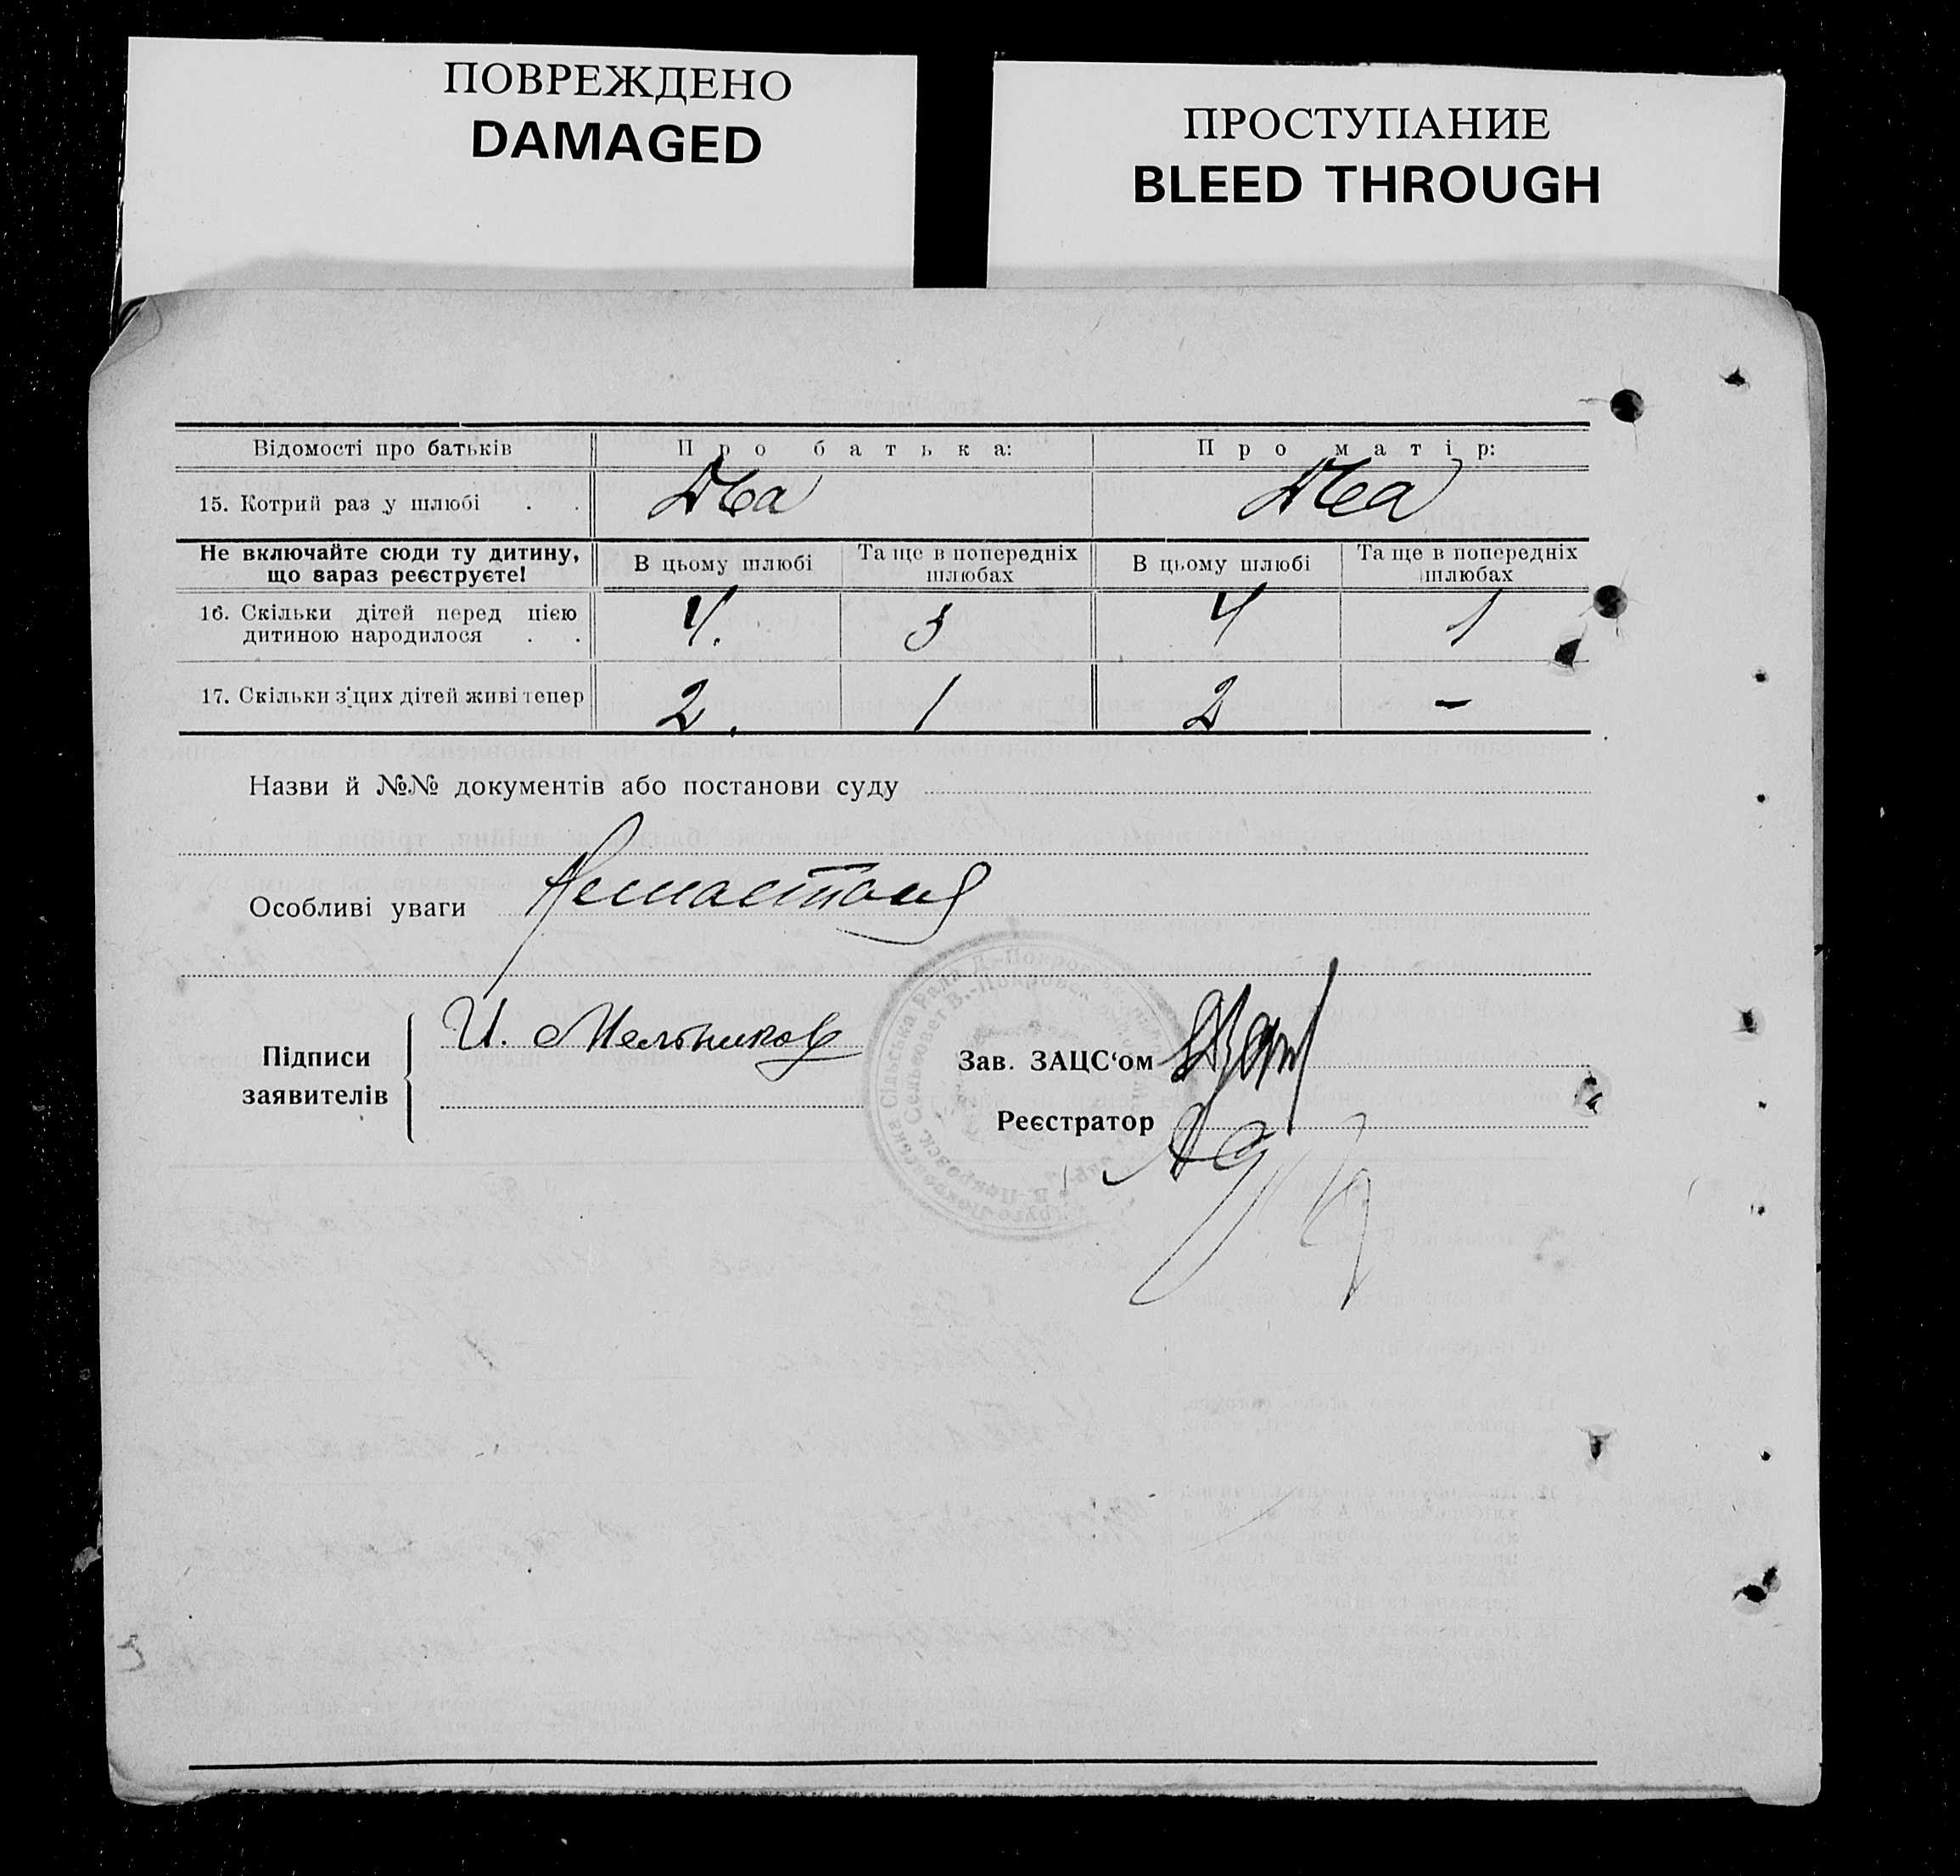 ПОВРЕЖДЕНО
DAMAGED
ПРОСТУПАНИЕ
BLEED THROUGH
Відомості про батьків Про батька: Про матір:
15. Котрий раз у шлюбі . . Два Два
Не включайте сюди ту дитину, що зараз реєструєте! В цьому шлюбі Та ще в попередніх шлюбах В цьому шлюбі Та ще в попередніх шлюбах
16. Скільки дітей перед цією
дитиною народилося . . 4. 3 4 1
17. Скільки з цих дітей живі тепер 2. 1 2 -
Назви й №№ документів або постанови суду
Особливі уваги
Підписи
заявителів
И. Мельников
Зав. ЗАЦС‘ом
Реєстратор